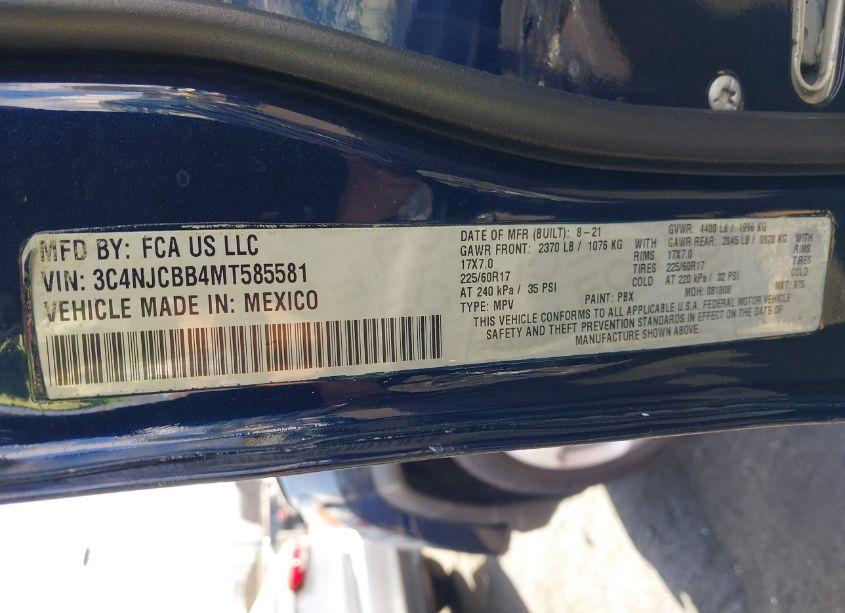 MFD BY: FCA US LLC
VIN: 3C4NJCBB4MT585581
VEHICLE MADE IN: MEXICO
DATE OF MFR (BUILT): 8-21
GAWR FRONT: 2370 LB / 1076 KG WITH
17X7.0 RIMS
225/60R17 TIRES
AT 240 kPa / 35 PSI COLD
TYPE: MPV PAINT: PBX
GVWR: 4400 LB / 1996 KG
GAWR REAR: 2045 LB / 0928 KG WITH
17X7.0 RIMS
225/60R17 TIRES
AT 220 kPa / 32 PSI COLD
MDH: 081808 MKT: 875
THIS VEHICLE CONFORMS TO ALL APPLICABLE U.S.A. FEDERAL MOTOR VEHICLE
SAFETY AND THEFT PREVENTION STANDARDS IN EFFECT ON THE DATE OF
MANUFACTURE SHOWN ABOVE.